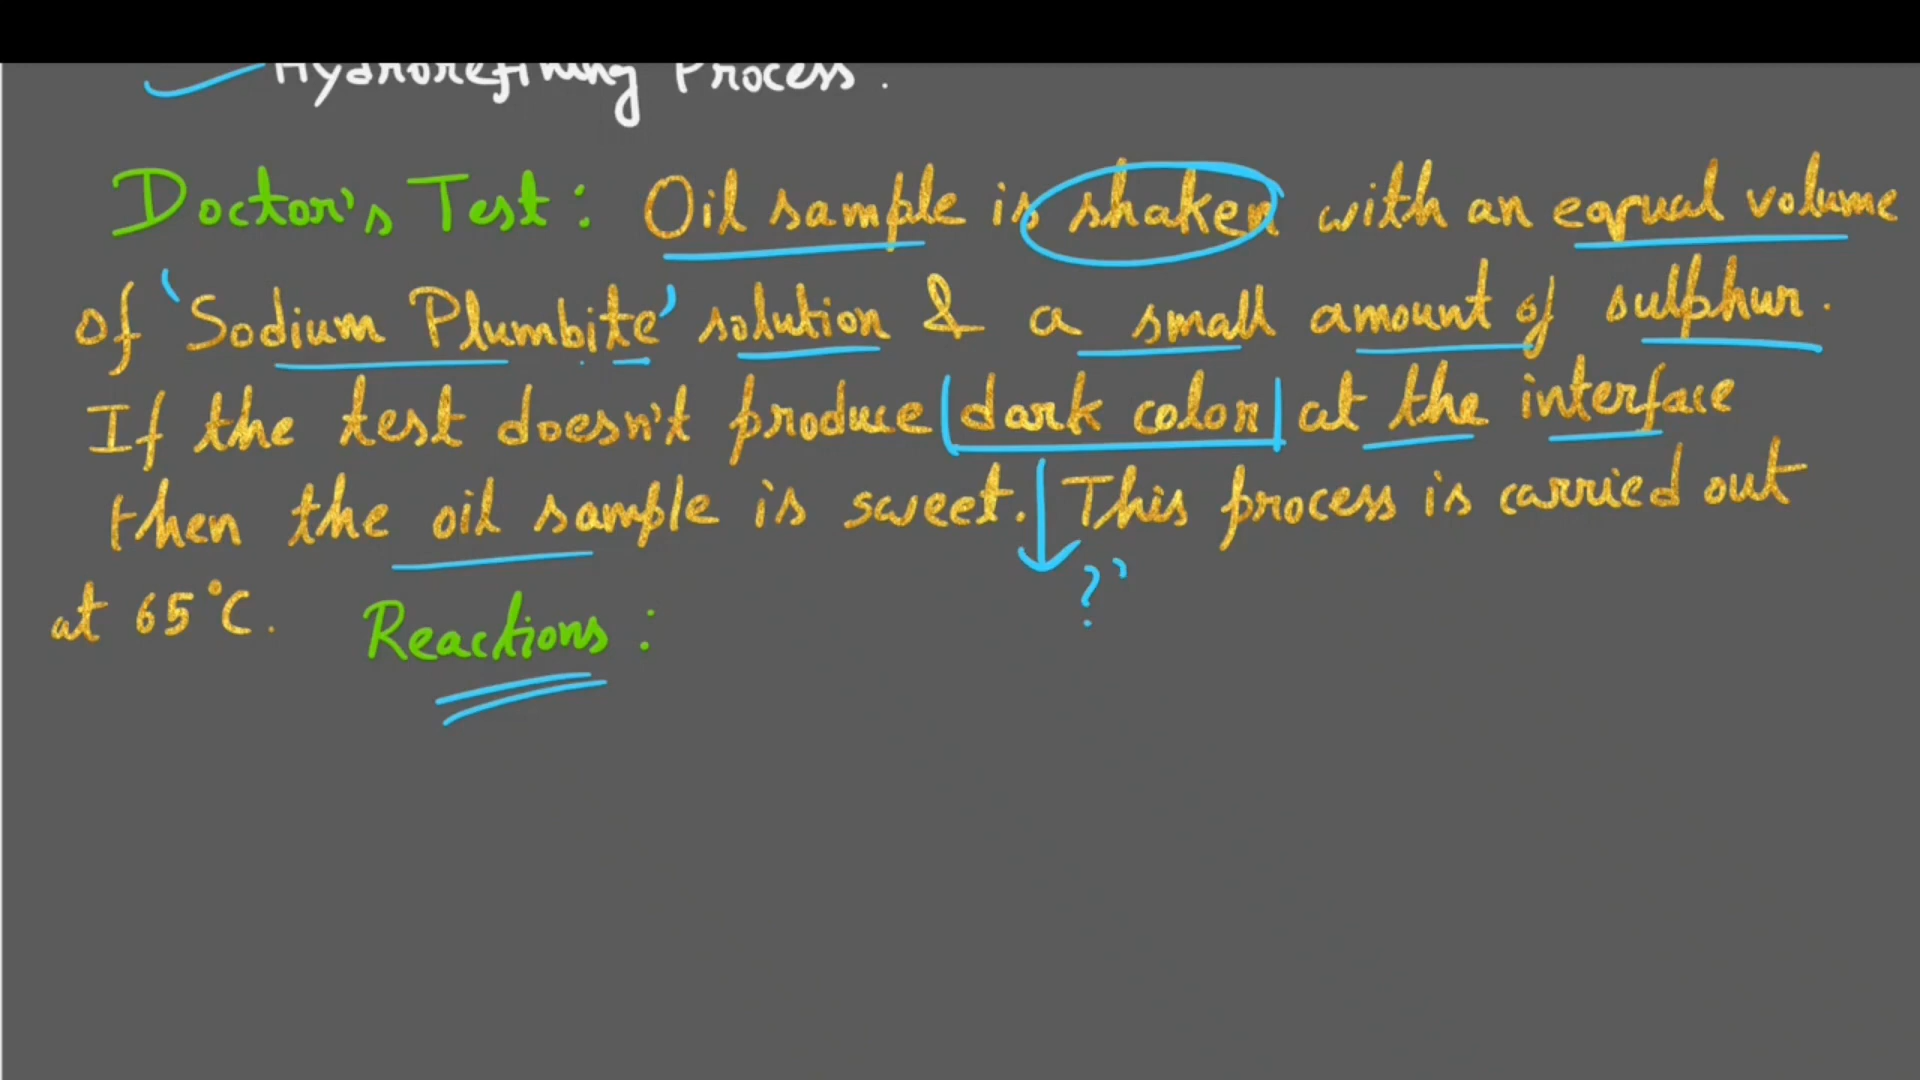 Hydrorefining Process.
Doctor's Test: Oil sample is shaken with an equal volume
of 'Sodium Plumbite' solution & a small amount of sulphur.
If the test doesn't produce dark color at the interface
then the oil sample is sweet. This process is carried out
?'
at 65°C. Reactions: